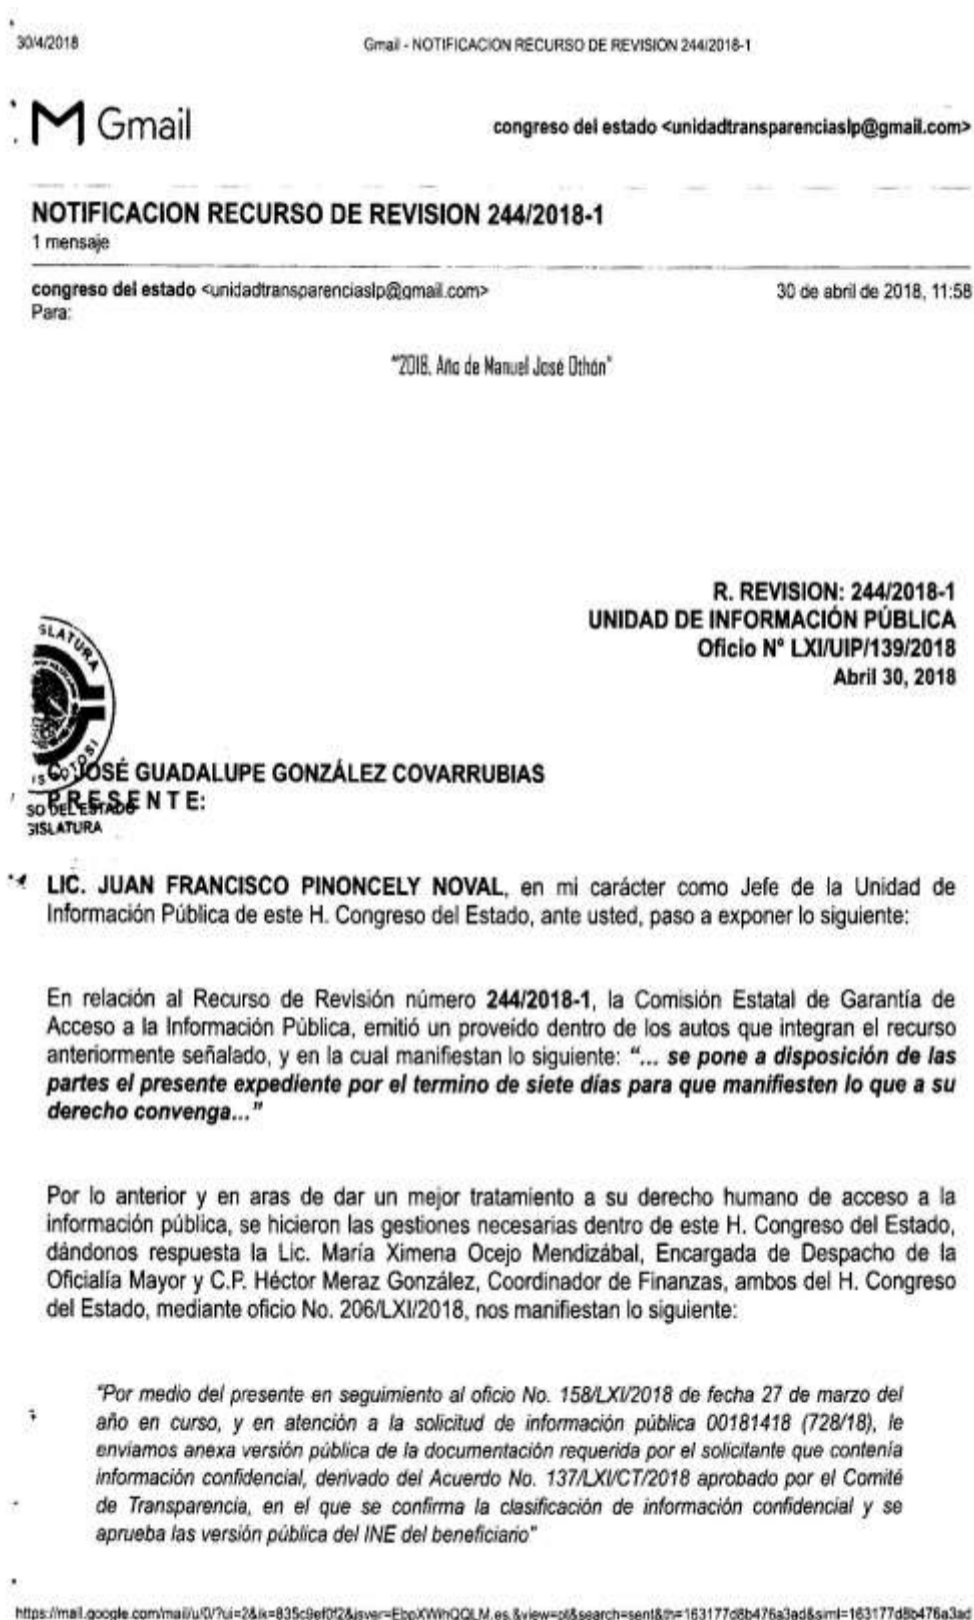 30/4/2018 Gmail - NOTIFICACION RECURSO DE REVISION 244/2018-1
M Gmail congreso del estado <unidadtransparenciaslp@gmail.com>
NOTIFICACION RECURSO DE REVISION 244/2018-1
1 mensaje
congreso del estado <unidadtransparenciaslp@gmail.com> 30 de abril de 2018, 11:58
Para:
"2018, Año de Manuel José Othón"
R. REVISION: 244/2018-1
UNIDAD DE INFORMACIÓN PÚBLICA
Oficio N° LXI/UIP/139/2018
Abril 30, 2018
SLATURA
C. JOSÉ GUADALUPE GONZÁLEZ COVARRUBIAS
P R E S E N T E:
SO DEL ESTADO
GISLATURA
LIC. JUAN FRANCISCO PINONCELY NOVAL, en mi carácter como Jefe de la Unidad de
Información Pública de este H. Congreso del Estado, ante usted, paso a exponer lo siguiente:
En relación al Recurso de Revisión número 244/2018-1, la Comisión Estatal de Garantía de
Acceso a la Información Pública, emitió un proveído dentro de los autos que integran el recurso
anteriormente señalado, y en la cual manifiestan lo siguiente: "... se pone a disposición de las
partes el presente expediente por el termino de siete días para que manifiesten lo que a su
derecho convenga..."
Por lo anterior y en aras de dar un mejor tratamiento a su derecho humano de acceso a la
información pública, se hicieron las gestiones necesarias dentro de este H. Congreso del Estado,
dándonos respuesta la Lic. María Ximena Ocejo Mendizábal, Encargada de Despacho de la
Oficialía Mayor y C.P. Héctor Meraz González, Coordinador de Finanzas, ambos del H. Congreso
del Estado, mediante oficio No. 206/LXI/2018, nos manifiestan lo siguiente:
"Por medio del presente en seguimiento al oficio No. 158/LXI/2018 de fecha 27 de marzo del
año en curso, y en atención a la solicitud de información pública 00181418 (728/18), le
enviamos anexa versión pública de la documentación requerida por el solicitante que contenía
información confidencial, derivado del Acuerdo No. 137/LXI/CT/2018 aprobado por el Comité
de Transparencia, en el que se confirma la clasificación de información confidencial y se
aprueba las versión pública del INE del beneficiario"